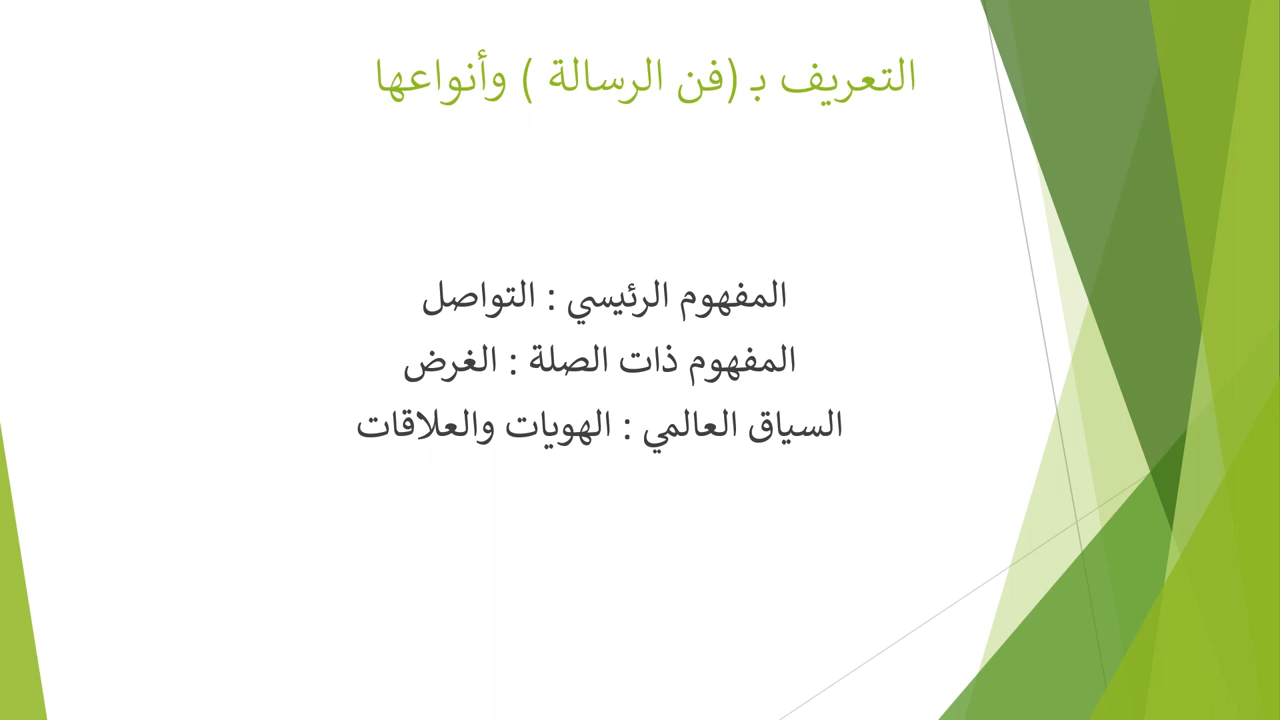 التعريف بـ (فن الرسالة ) وأنواعها
المفهوم الرئيسي : التواصل
المفهوم ذات الصلة : الغرض
السياق العالمي : الهويات والعلاقات